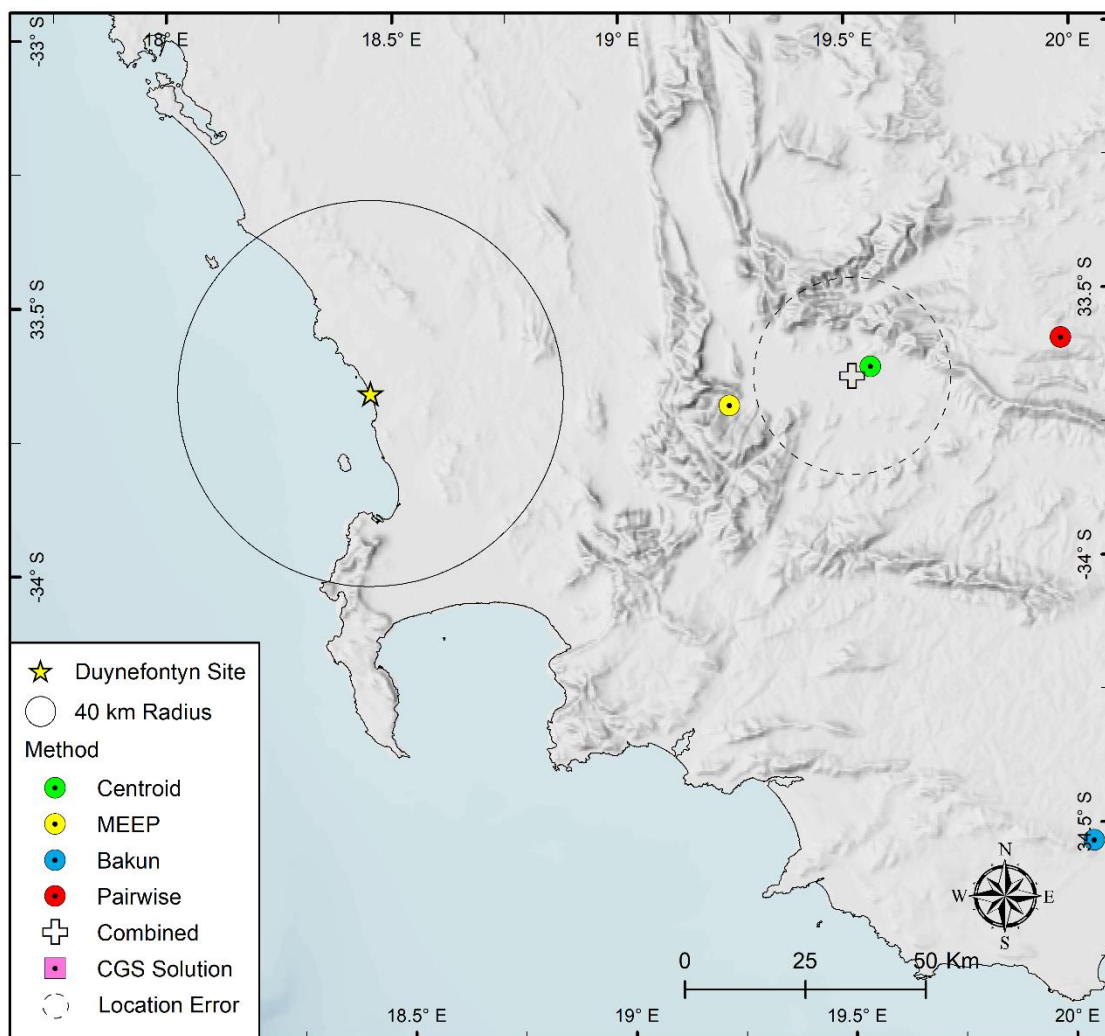 18° E 18.5° E 19° E 19.5° E 20° E
-33° S
33.5° S
-33.5° S
-34° S
-34° S
-34.5° S
Duynefontyn Site
40 km Radius
Method
Centroid
MEEP
Bakun
Pairwise
Combined
CGS Solution
Location Error
N
W E
S
0 25 50 Km
18.5° E 19° E 19.5° E 20° E